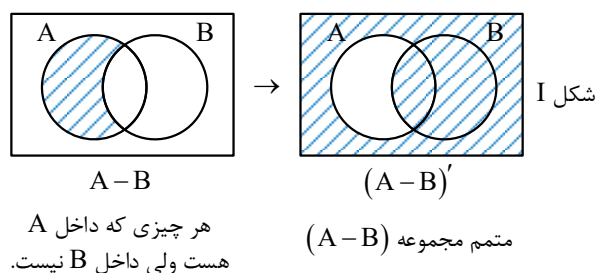 A B → A B شکل I
A − B (A − B)′
هر چیزی که داخل A
هست ولی داخل B نیست.
متمم مجموعه (A − B)